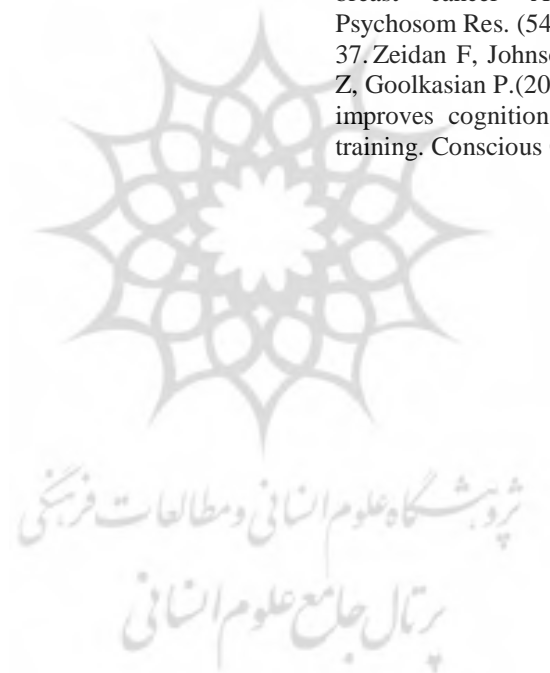 breast cancer
Psychosom Res. (54
37. Zeidan F, Johns
Z, Goolkasian P.(20
improves cognition
training. Conscious
پژوهشگاه علوم انسانی و مطالعات فرهنگی
پرتال جامع علوم انسانی